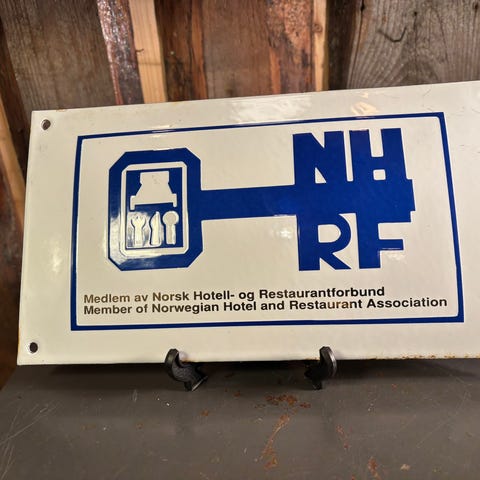 NH
RF
Medlem av Norsk Hotell- og Restaurantforbund
Member of Norwegian Hotel and Restaurant Association